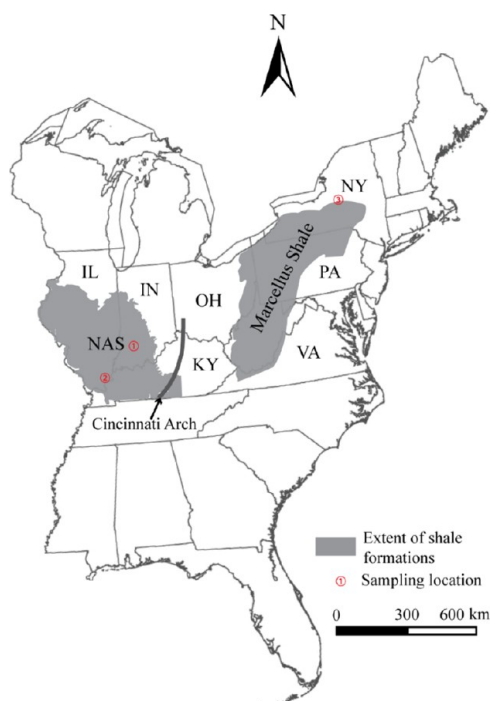 N
NY
③
IL
IN
OH
PA
Marcellus Shale
NAS
①
KY
VA
②
Cincinnati Arch
Extent of shale
formations
① Sampling location
0 300 600 km